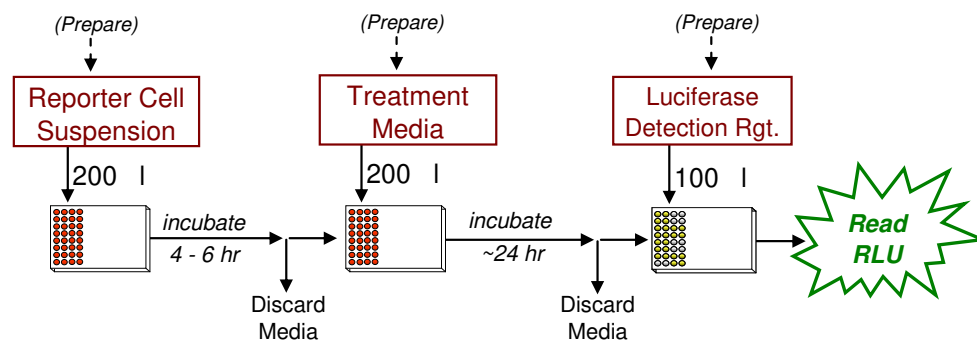 (Prepare)
(Prepare)
(Prepare)
Reporter Cell
Suspension
Treatment
Media
Luciferase
Detection Rgt.
200 l
200 l
100 l
incubate
4 - 6 hr
incubate
~24 hr
Read
RLU
Discard
Media
Discard
Media